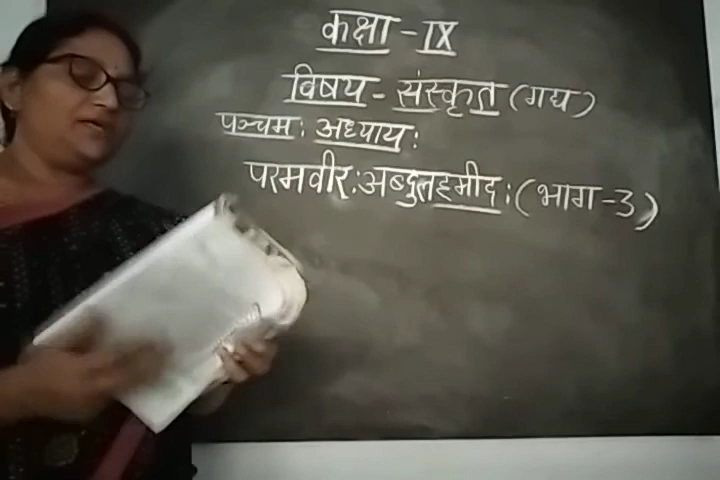 कक्षा - IX
विषय - संस्कृत (गद्य)
पञ्चम: अध्याय:
परमवीर: अब्दुलहमीद: (भाग-3)